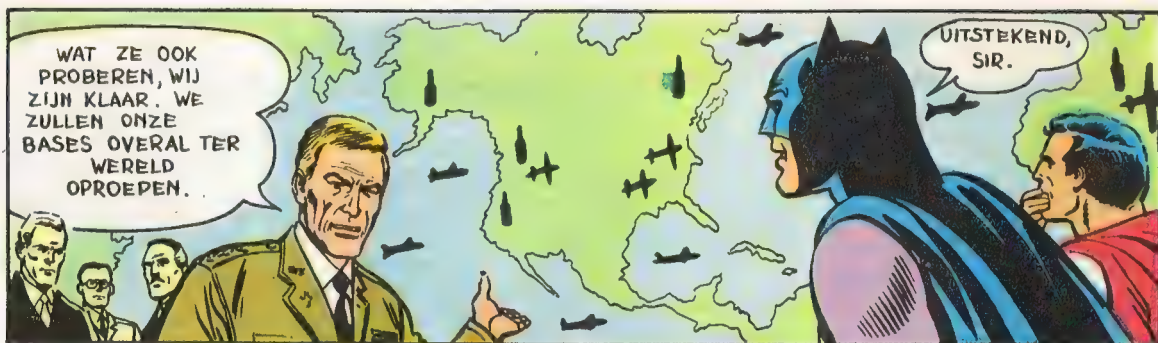 WAT ZE OOK
PROBEREN, WIJ
ZIJN KLAAR. WE
ZULLEN ONZE
BASES OVERAL TER
WERELD
OPROEPEN.
UITSTEKEND,
SIR.